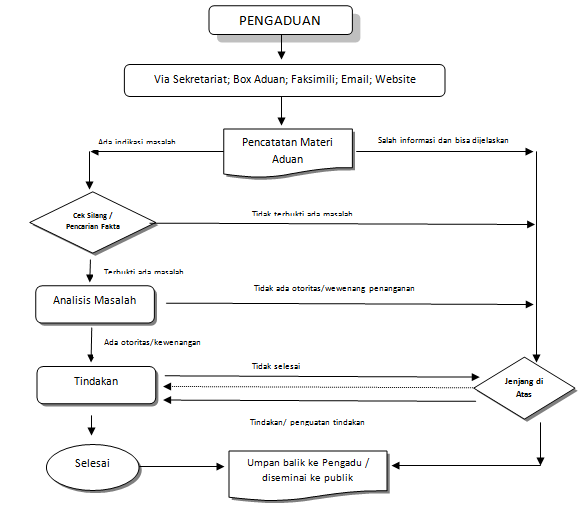 PENGADUAN
Via Sekretariat; Box Aduan; Faksimili; Email; Website
Ada indikasi masalah
Pencatatan Materi
Aduan
Salah informasi dan bisa dijelaskan
Cek Silang /
Pencarian Fakta
Tidak terbukti ada masalah
Terbukti ada masalah
Analisis Masalah
Tidak ada otoritas/wewenang penanganan
Ada otoritas/kewenangan
Tindakan
Tidak selesai
Jenjang di
Atas
Tindakan/ penguatan tindakan
Selesai
Umpan balik ke Pengadu /
diseminai ke publik